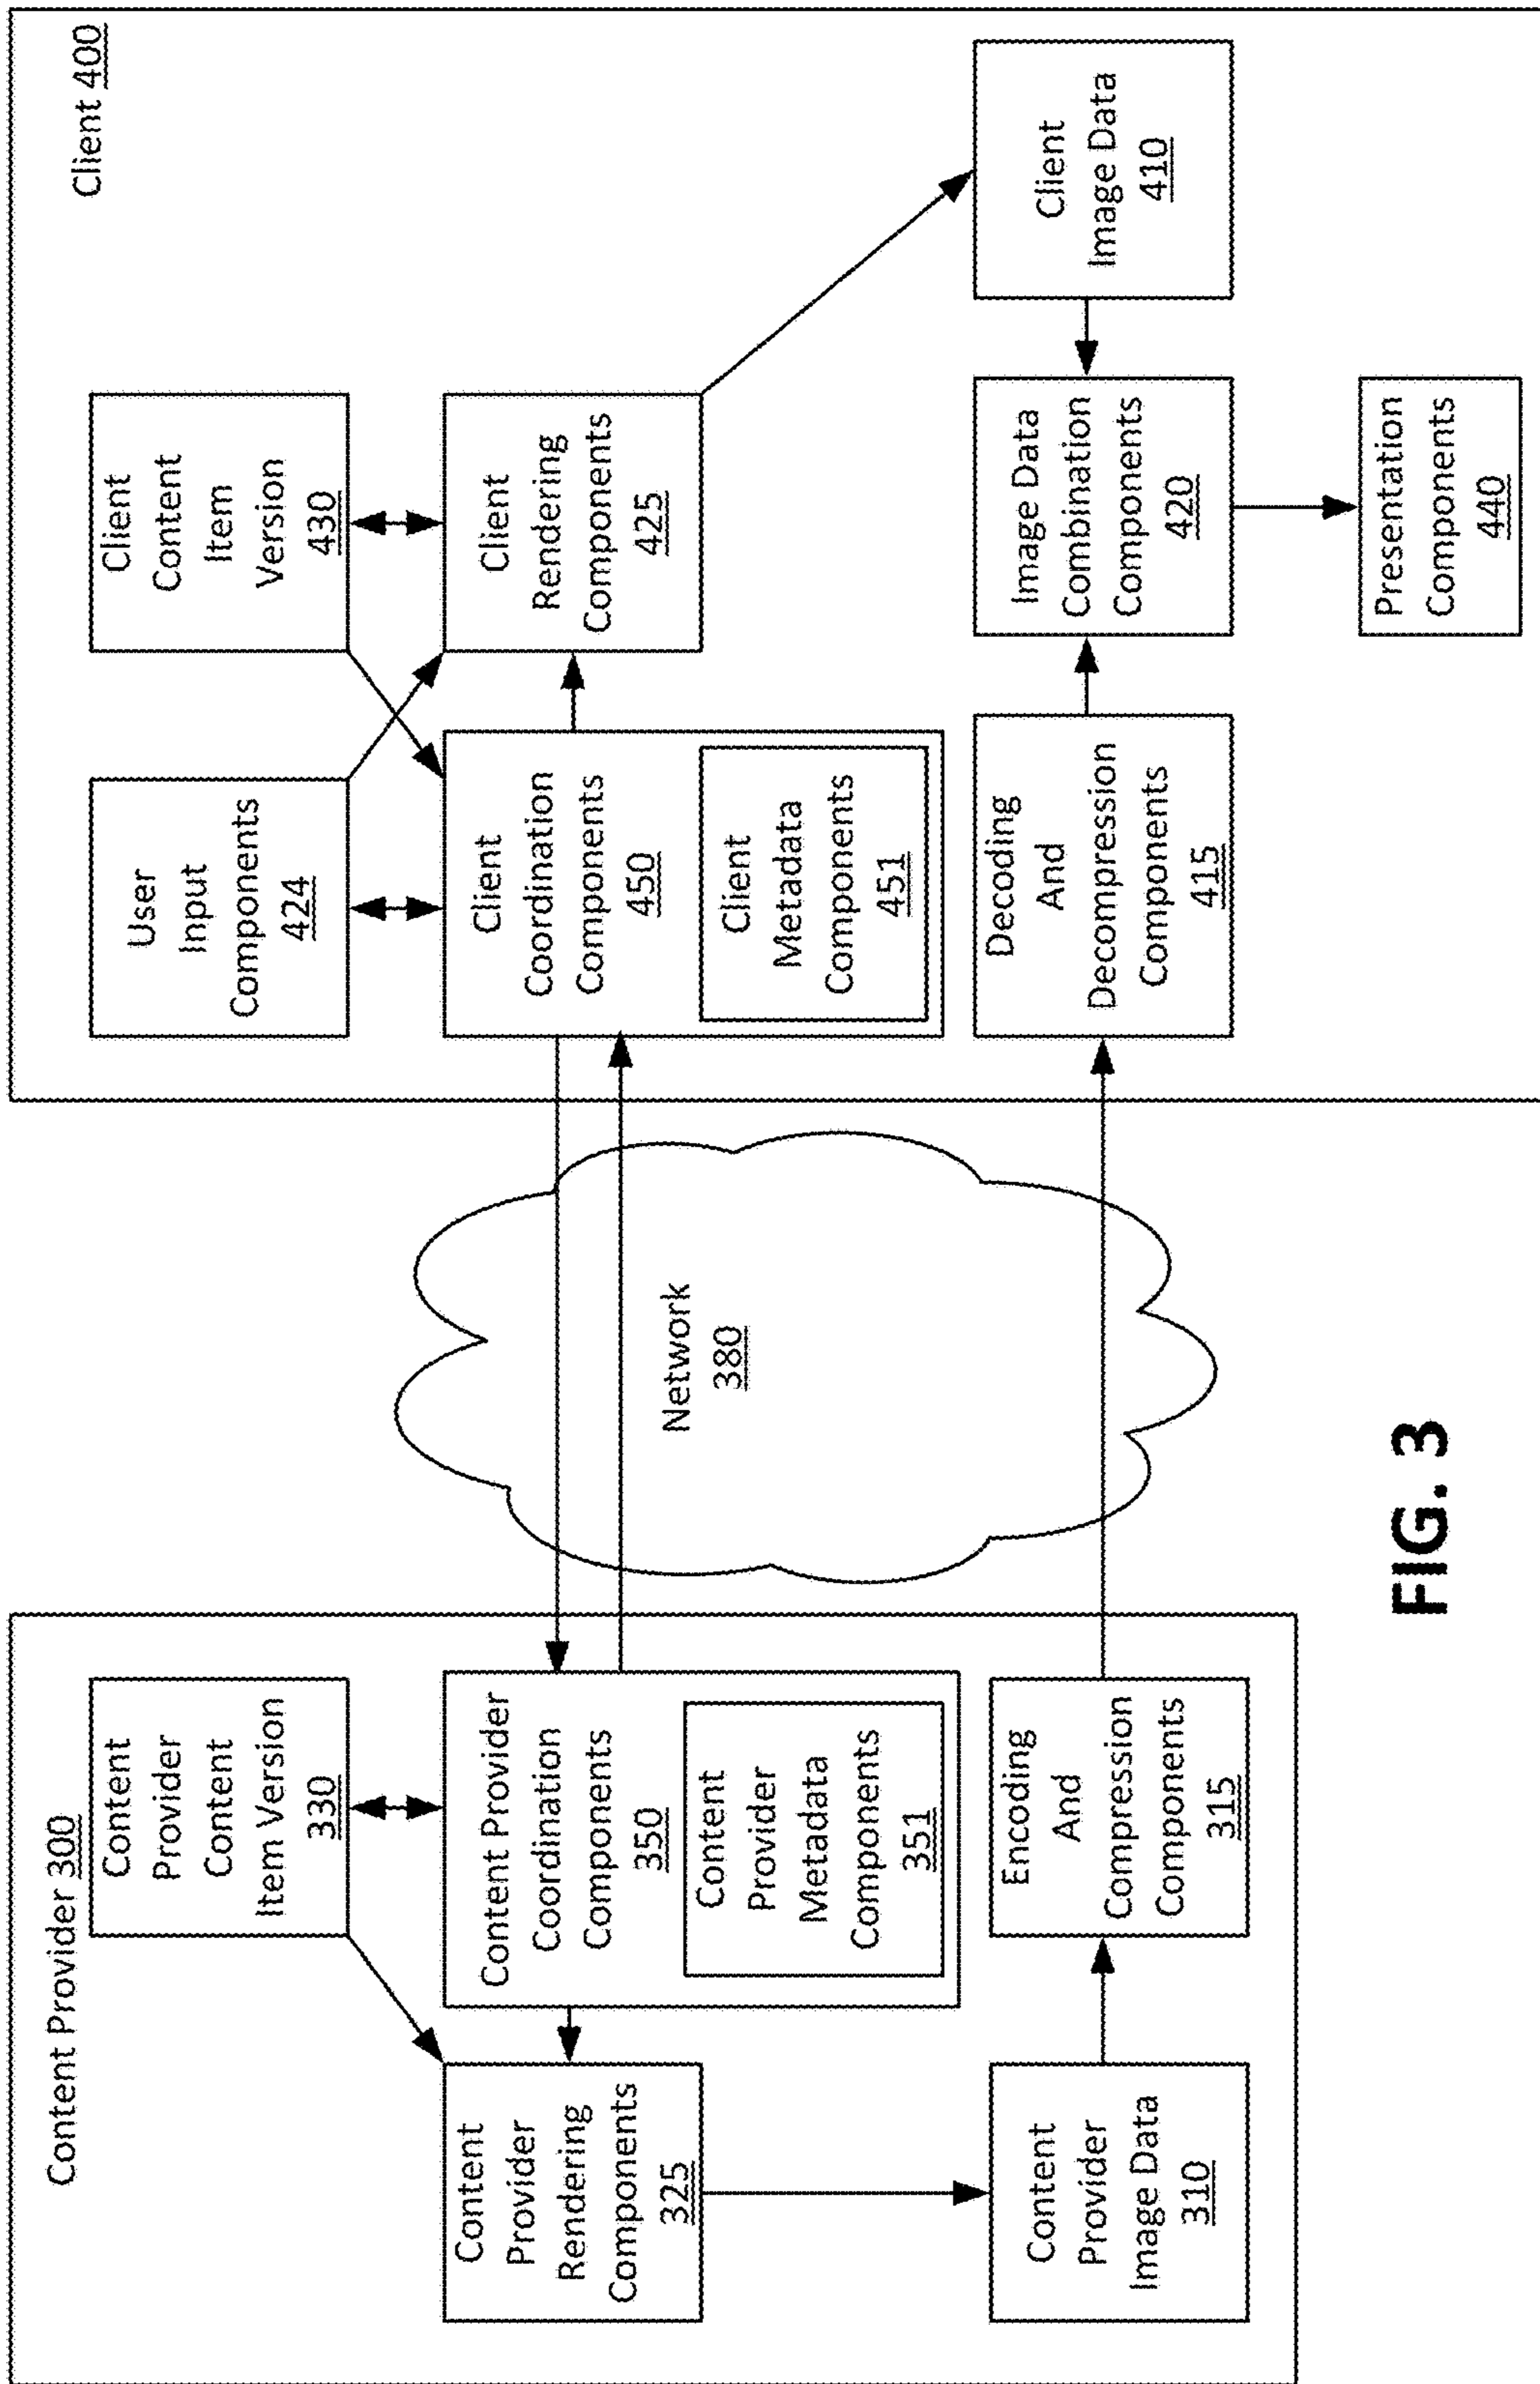 Content Provider 300
Content
Provider
Content
Item Version
330
Content
Provider
Rendering
Components
325
Content Provider
Coordination
Components
350
Content
Provider
Metadata
Components
351
Content
Provider
Image Data
310
Encoding
And
Compression
Components
315
Network
380
Client 400
User
Input
Components
424
Client
Content
Item
Version
430
Client
Coordination
Components
450
Client
Metadata
Components
451
Client
Rendering
Components
425
Decoding
And
Decompression
Components
415
Image Data
Combination
Components
420
Client
Image Data
410
Presentation
Components
440
FIG. 3